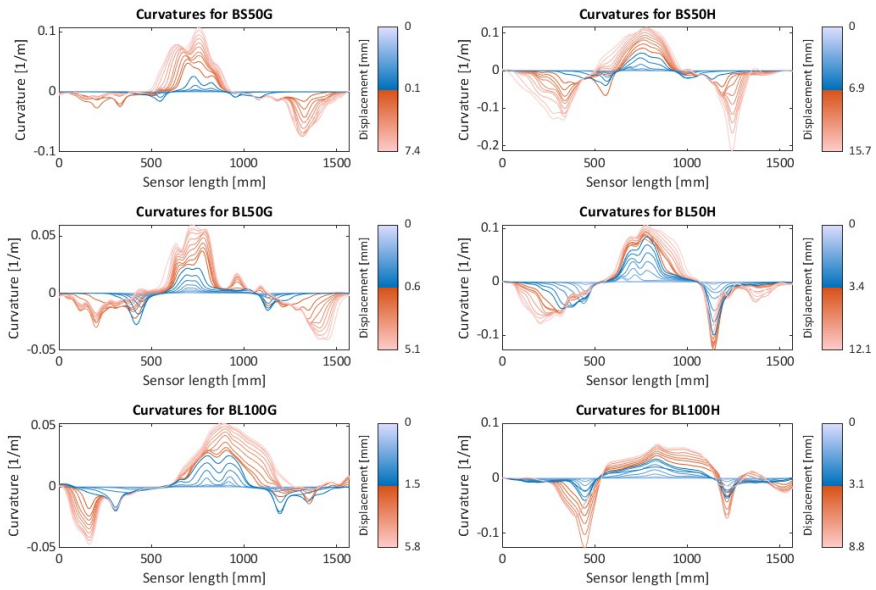 Curvatures for BS50G
0.1
0
-0.1
Curvature [1/m]
0
500
1000
1500
Sensor length [mm]
Displacement [mm]
0
0.1
7.4
Curvatures for BS50H
0.1
0
-0.1
-0.2
Curvature [1/m]
0
500
1000
1500
Sensor length [mm]
Displacement [mm]
0
6.9
15.7
Curvatures for BL50G
0.05
0
-0.05
Curvature [1/m]
0
500
1000
1500
Sensor length [mm]
Displacement [mm]
0
0.6
5.1
Curvatures for BL50H
0.1
0
-0.1
Curvature [1/m]
0
500
1000
1500
Sensor length [mm]
Displacement [mm]
0
3.4
12.1
Curvatures for BL100G
0.05
0
-0.05
Curvature [1/m]
0
500
1000
1500
Sensor length [mm]
Displacement [mm]
0
1.5
5.8
Curvatures for BL100H
0.1
0
-0.1
Curvature [1/m]
0
500
1000
1500
Sensor length [mm]
Displacement [mm]
0
3.1
8.8